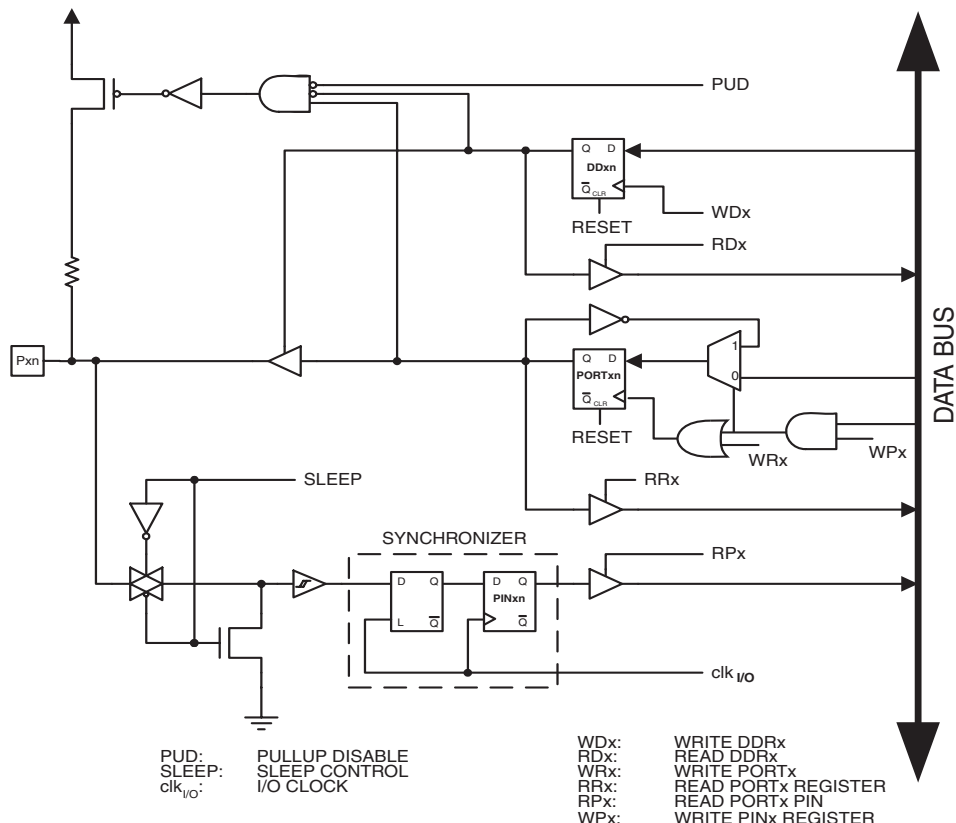 PUD
Q D
DDxn
Q CLR
WDx
RESET
RDx
Pxn
1
Q D
PORTxn
0
Q CLR
RESET
WRx
WPx
DATA BUS
SLEEP
RRx
SYNCHRONIZER
RPx
D Q
D Q
PINxn
L Q
Q
clk I/O
PUD: PULLUP DISABLE
SLEEP: SLEEP CONTROL
clkI/O: I/O CLOCK
WDx: WRITE DDRx
RDx: READ DDRx
WRx: WRITE PORTx
RRx: READ PORTx REGISTER
RPx: READ PORTx PIN
WPx: WRITE PINx REGISTER